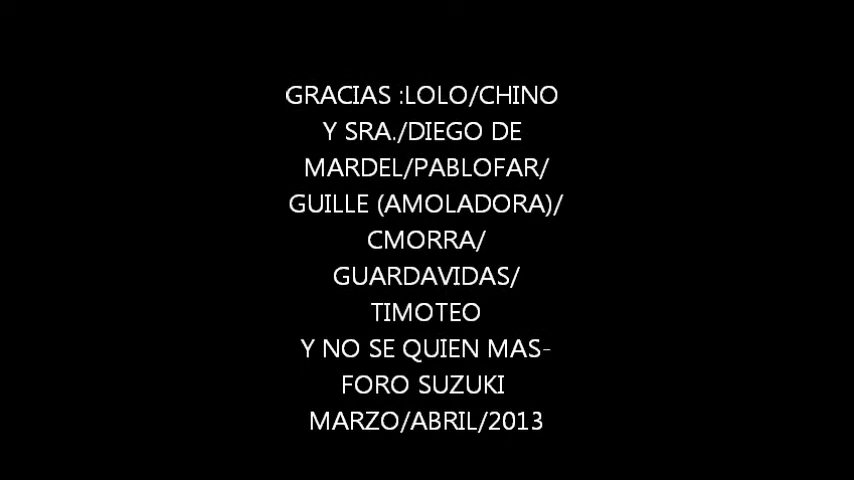 GRACIAS :LOLO/CHINO
Y SRA./DIEGO DE
MARDEL/PABLOFAR/
GUILLE (AMOLADORA)/
CMORRA/
GUARDAVIDAS/
TIMOTEO
Y NO SE QUIEN MAS-
FORO SUZUKI
MARZO/ABRIL/2013